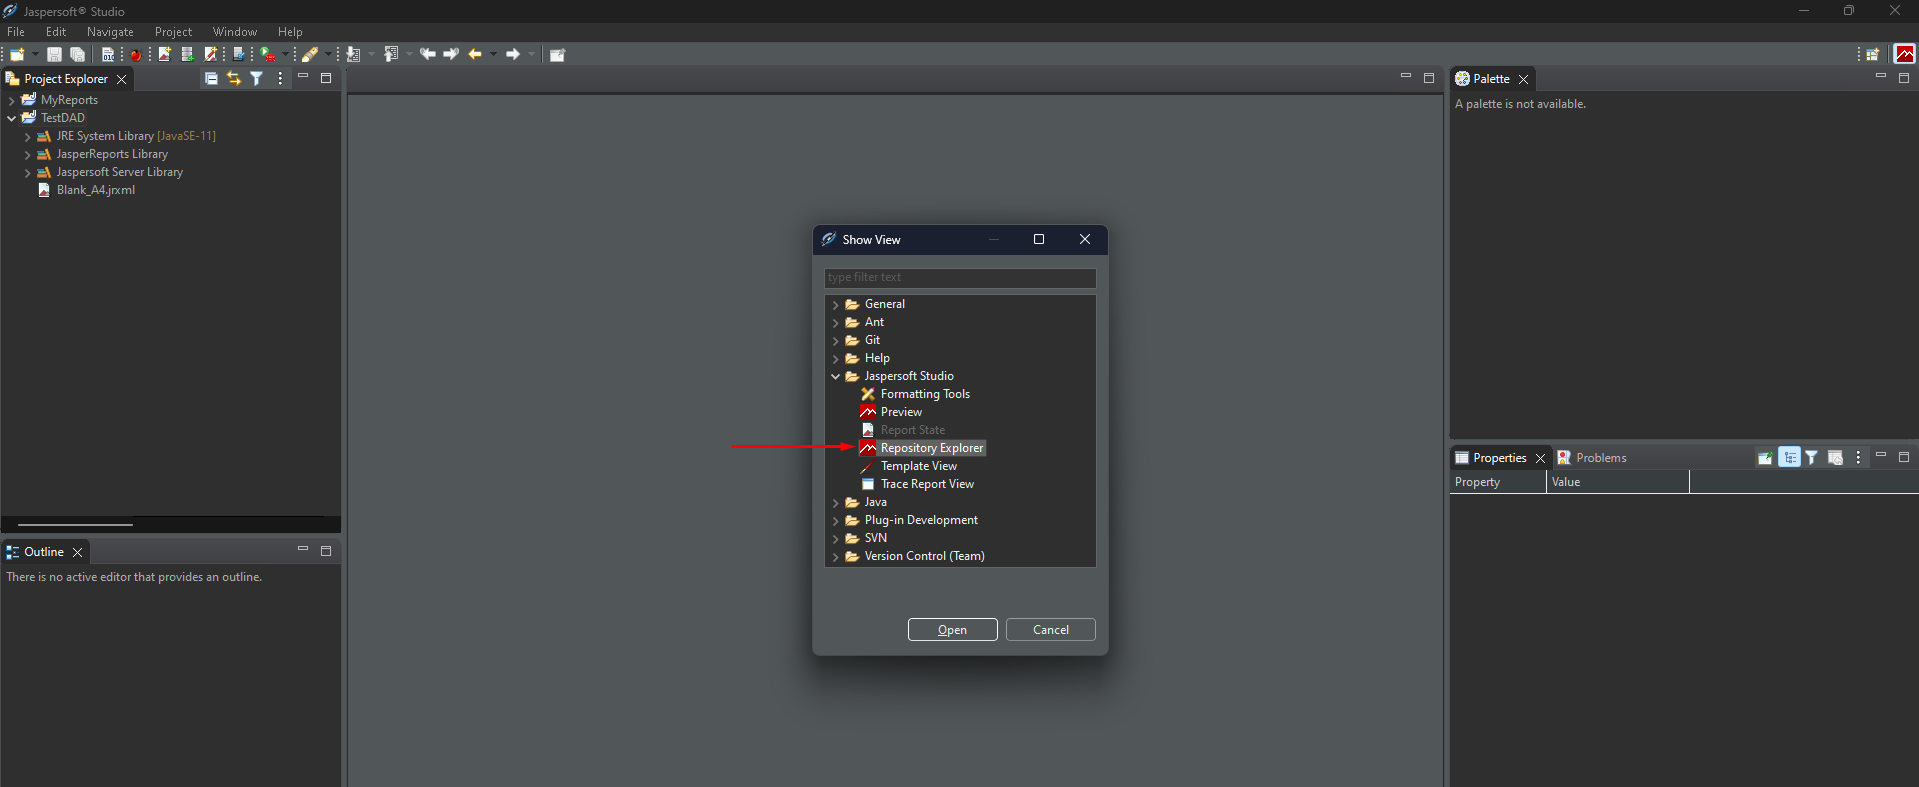 Jaspersoft® Studio
File Edit Navigate Project Window Help
Project Explorer
MyReports
TestDAD
JRE System Library [JavaSE-11]
JasperReports Library
Jaspersoft Server Library
Blank_A4.jrxml
Outline
There is no active editor that provides an outline.
Show View
type filter text
General
Ant
Git
Help
Jaspersoft Studio
Formatting Tools
Preview
Report State
Repository Explorer
Template View
Trace Report View
Java
Plug-in Development
SVN
Version Control (Team)
Open Cancel
Palette
A palette is not available.
Properties Problems
Property Value